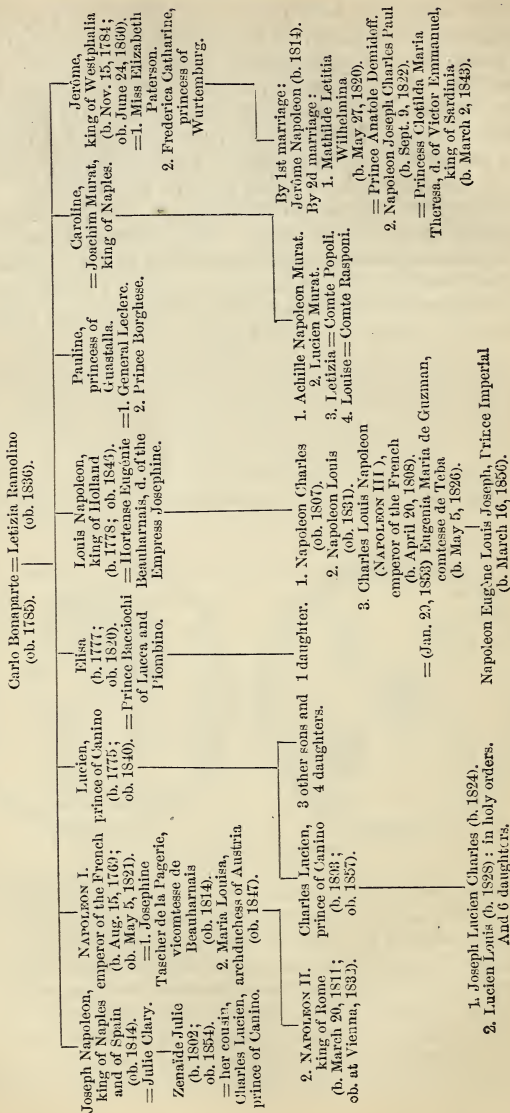 Carlo Bonaparte = Letizia Ramolino
(ob. 1785). (ob. 1836).
Joseph Napoleon,
king of Naples
and of Spain
(ob. 1844).
= Julie Clary.
Zenaïde Julie
(b. 1802;
ob. 1854).
= her cousin,
Charles Lucien,
prince of Canino.
NAPOLEON I.
emperor of the French
(b. Aug. 15, 1769;
ob. May 5, 1821).
=1. Josephine
Tascher de la Pagerie,
vicomtesse de
Beauharnais
(ob. 1814).
2. Maria Louisa,
archduchess of Austria
(ob. 1847).
2. NAPOLEON II.
king of Rome
(b. March 20, 1811;
ob. at Vienna, 1832).
Lucien,
prince of Canino
(b. 1775;
ob. 1840).
Charles Lucien,
prince of Canino
(b. 1803;
ob. 1857).
3 other sons and
4 daughters.
1. Joseph Lucien Charles (b. 1824).
2. Lucien Louis (b. 1828): in holy orders.
And 6 daughters.
Elisa
(b. 1777;
ob. 1820).
= Prince Bacciochi
of Lucca and
Piombino.
1 daughter.
Louis Napoleon,
king of Holland
(b. 1778; ob. 1846).
= Hortense Eugénie
Beauharnais, d. of the
Empress Josephine.
1. Napoleon Charles
(ob. 1807).
2. Napoleon Louis
(ob. 1831).
3. Charles Louis Napoleon
(NAPOLEON III),
emperor of the French
(b. April 20, 1808).
= (Jan. 29, 1853) Eugenia Maria de Guzman,
comtesse de Teba
(b. May 5, 1826).
Napoleon Eugène Louis Joseph, Prince Imperial
(b. March 16, 1856).
Pauline,
princess of
Guastalla.
=1. General Leclerc.
2. Prince Borghese.
Caroline,
= Joachim Murat,
king of Naples.
1. Achille Napoleon Murat.
2. Lucien Murat.
3. Letizia = Comte Popoli.
4. Louise = Comte Rasponi.
Jerome,
king of Westphalia
(b. Nov. 15, 1784;
ob. June 24, 1860).
=1. Miss Elizabeth
Paterson.
2. Frederica Catharine,
princess of
Wurtemburg.
By 1st marriage:
Jerome Napoleon (b. 1814).
By 2d marriage:
1. Mathilde Letitia
Wilhelmina
(b. May 27, 1820).
= Prince Anatole Demidoff.
2. Napoleon Joseph Charles Paul
(b. Sept. 9, 1822).
= Princess Clotilda Maria
Theresa, d. of Victor Emmanuel,
king of Sardinia
(b. March 2, 1843).